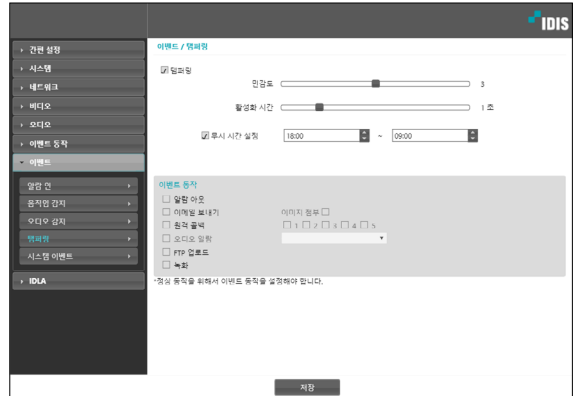 IDIS
간편 설정
시스템
네트워크
비디오
오디오
이벤트 동작
이벤트
알람 인
움직임 감지
오디오 감지
탬퍼링
시스템 이벤트
IDLA
이벤트 / 탬퍼링
탬퍼링
민감도 3
활성화 시간 1 초
무시 시간 설정 18:00 ~ 09:00
이벤트 동작
알람 아웃
이메일 보내기 이미지 첨부
원격 콜백 1 2 3 4 5
오디오 알람
FTP 업로드
녹화
*정상 동작을 위해서 이벤트 동작을 설정해야 합니다.
저장